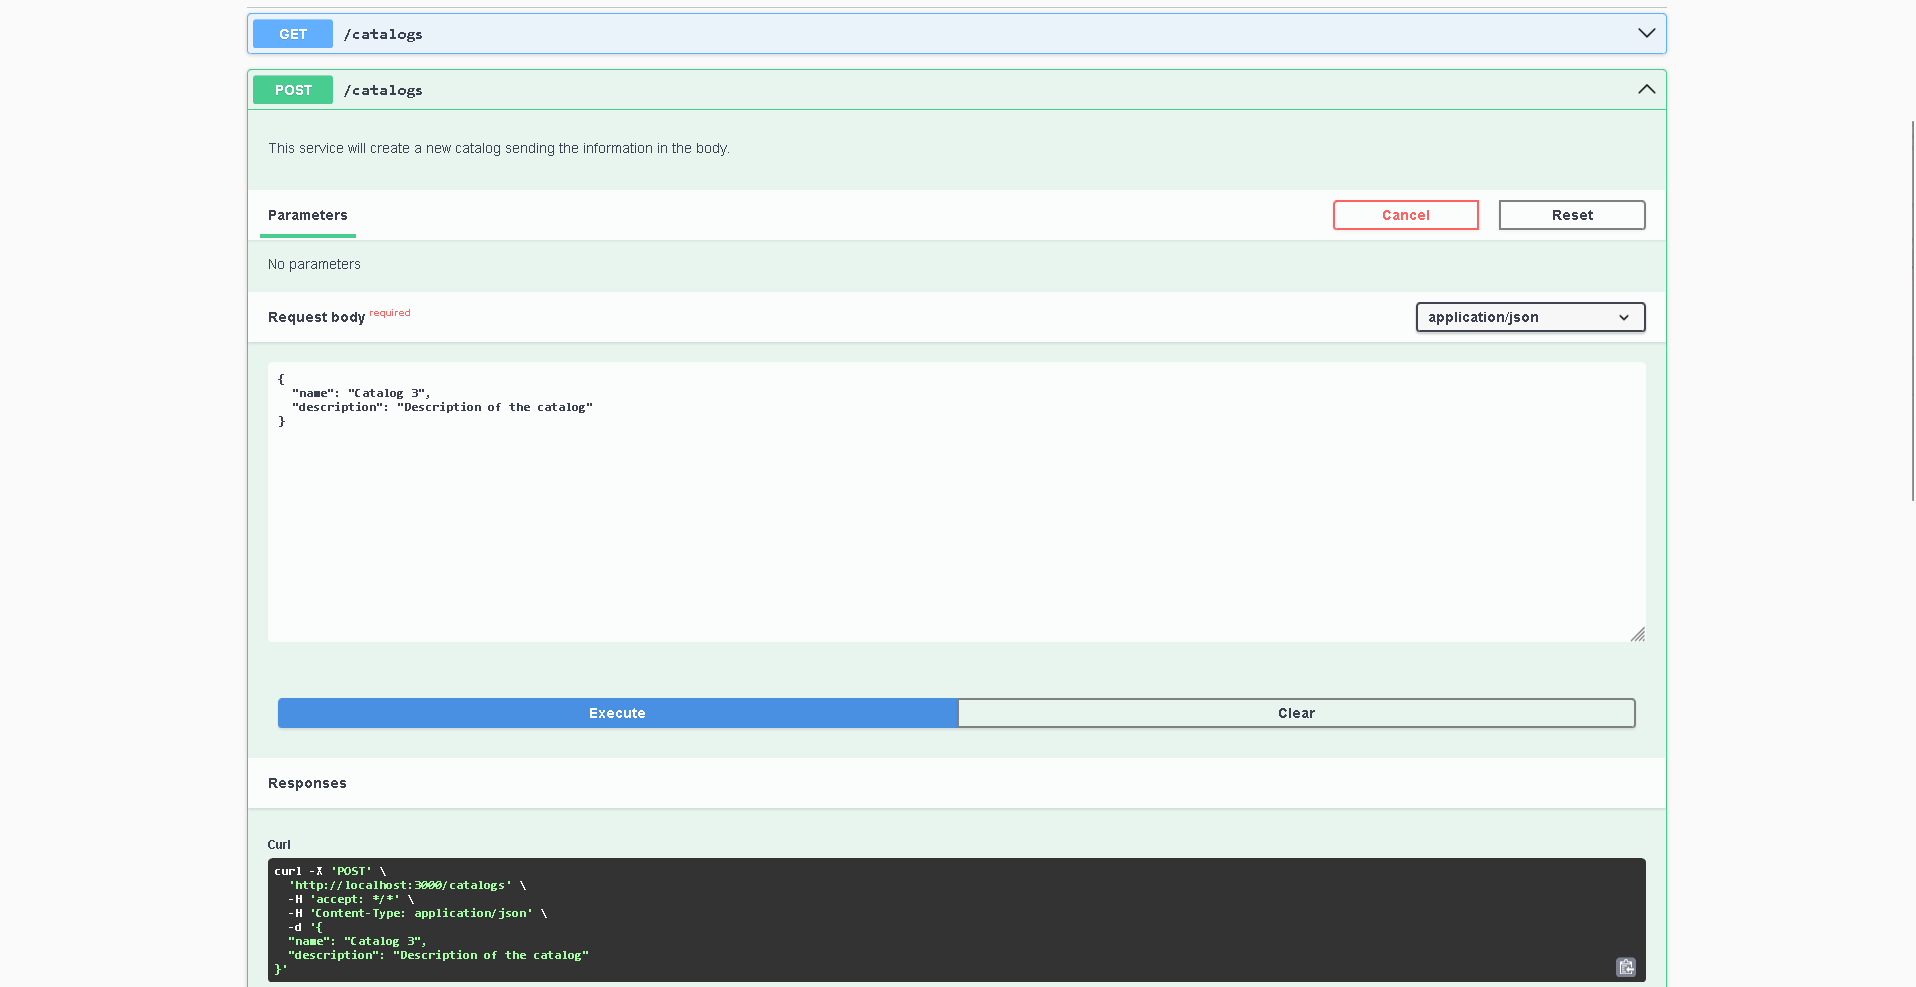 GET /catalogs
POST /catalogs
This service will create a new catalog sending the information in the body.
Parameters
Cancel
Reset
No parameters
Request body required
application/json
{
  "name": "Catalog 3",
  "description": "Description of the catalog"
}
Execute
Clear
Responses
Curl
curl -X 'POST' \
  'http://localhost:3000/catalogs' \
  -H 'accept: */*' \
  -H 'Content-Type: application/json' \
  -d '{
  "name": "Catalog 3",
  "description": "Description of the catalog"
}'